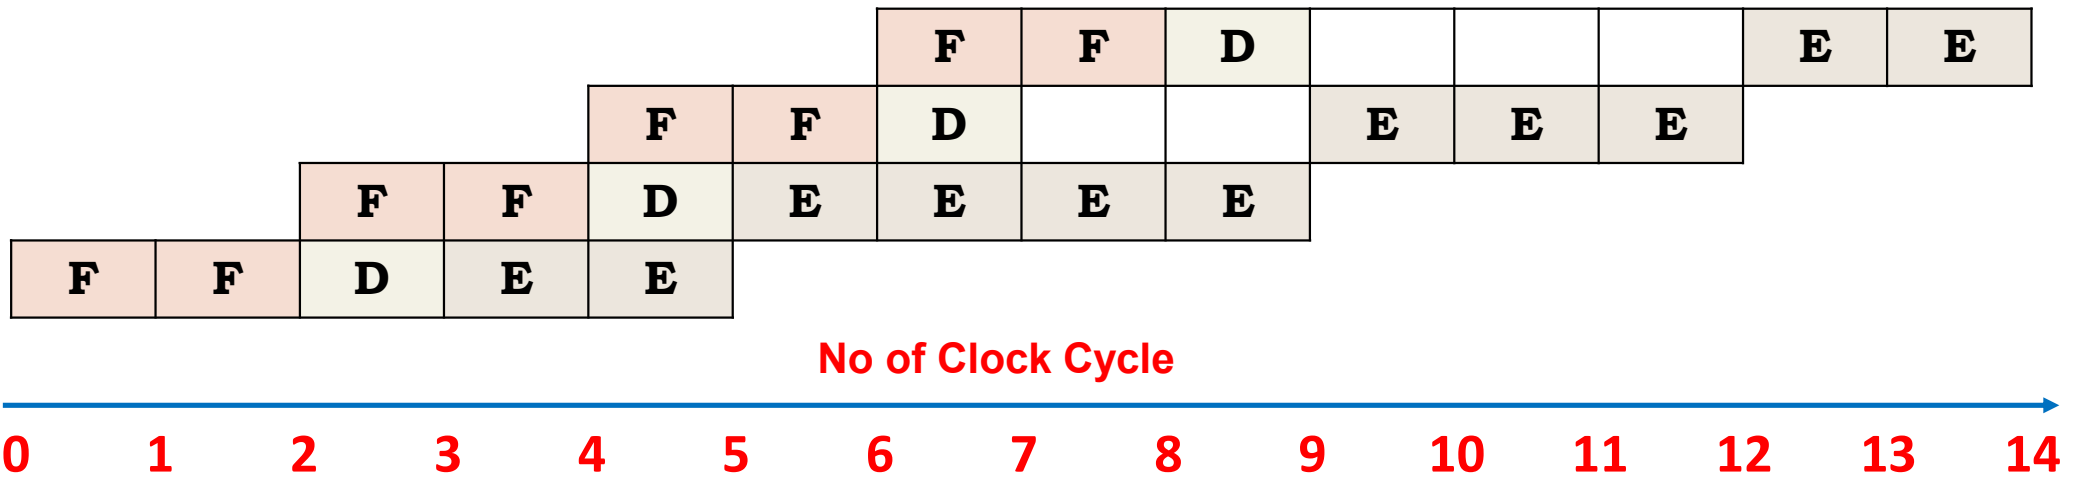 F F D E E
F F D E E E
F F D E E E E
F F D E E
No of Clock Cycle
0 1 2 3 4 5 6 7 8 9 10 11 12 13 14